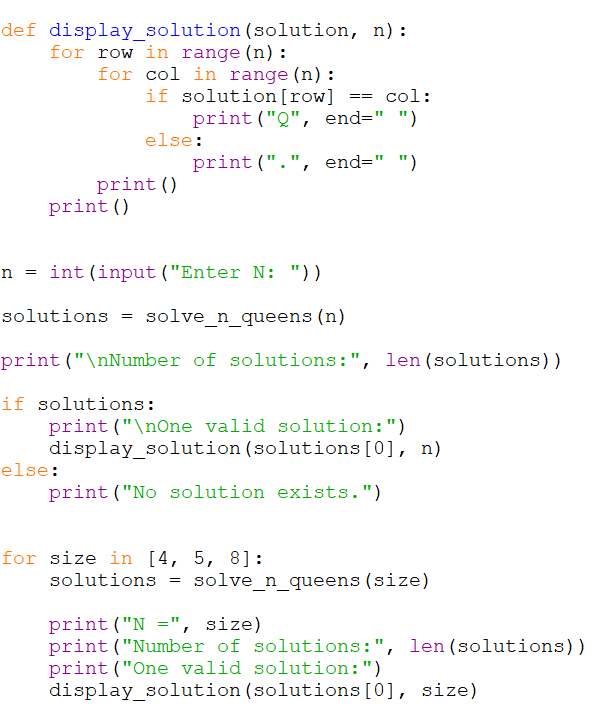 def display_solution(solution, n):
    for row in range(n):
        for col in range(n):
            if solution[row] == col:
                print("Q", end=" ")
            else:
                print(".", end=" ")
        print()
    print()
n = int(input("Enter N: "))
solutions = solve_n_queens(n)
print("\nNumber of solutions:", len(solutions))
if solutions:
    print("\nOne valid solution:")
    display_solution(solutions[0], n)
else:
    print("No solution exists.")
for size in [4, 5, 8]:
    solutions = solve_n_queens(size)
    print("N =", size)
    print("Number of solutions:", len(solutions))
    print("One valid solution:")
    display_solution(solutions[0], size)